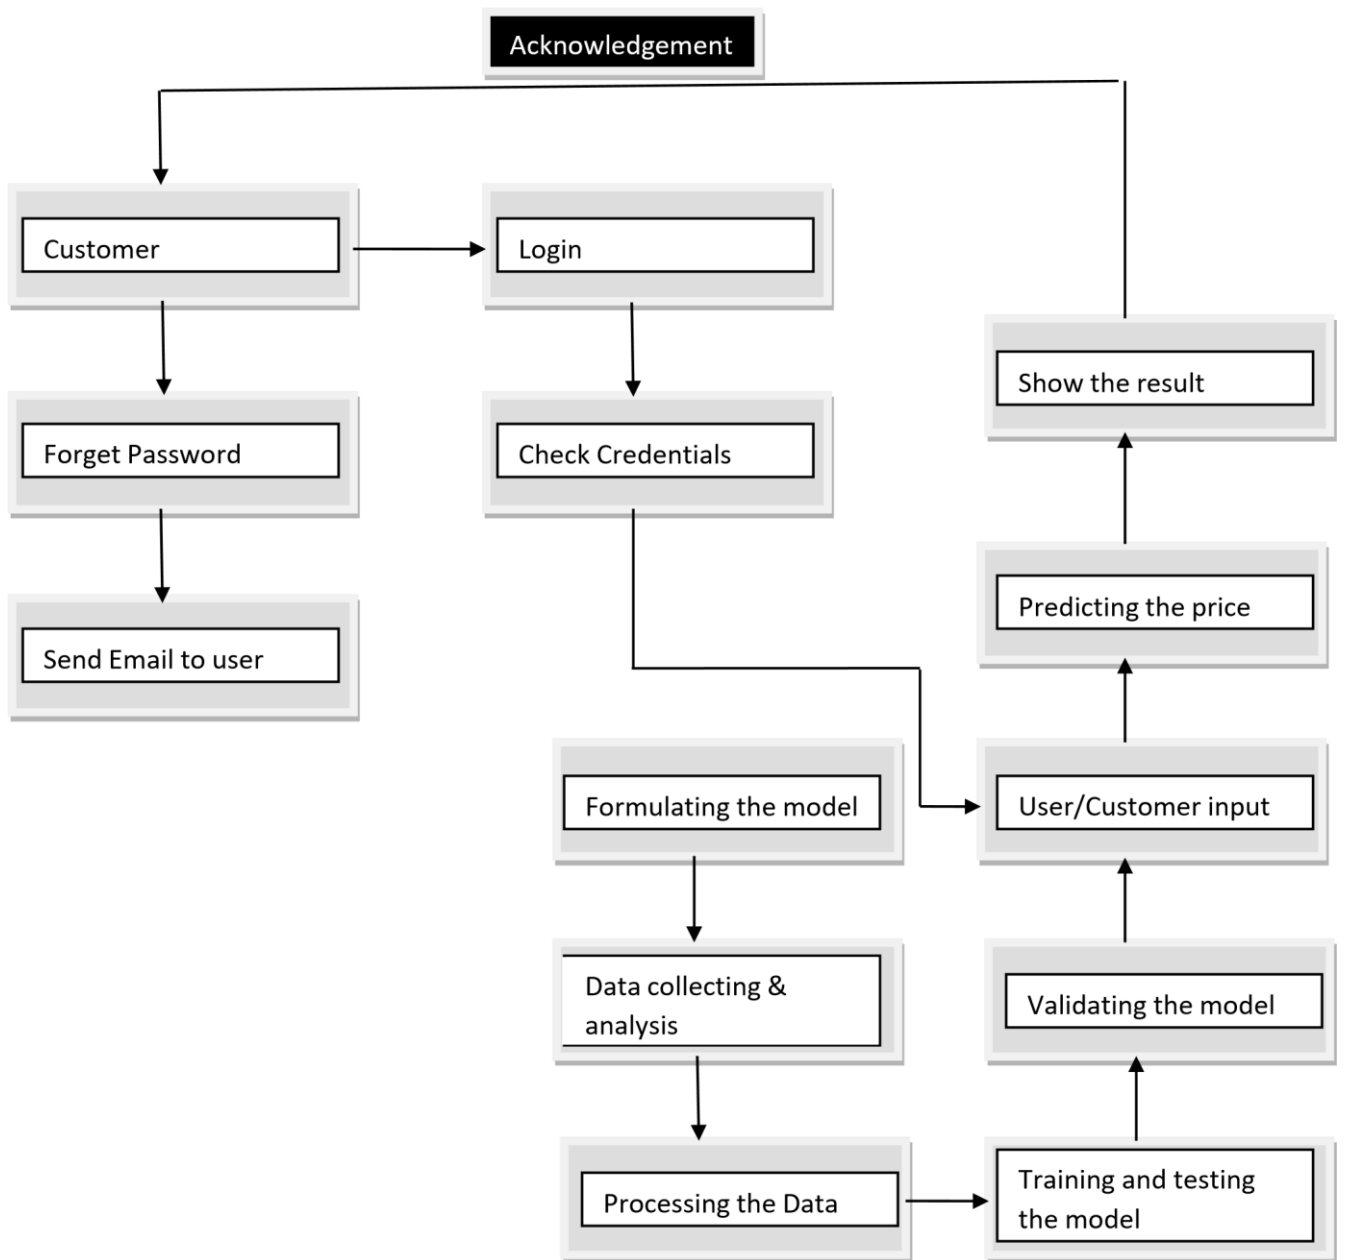 Acknowledgement
Customer
Login
Show the result
Forget Password
Check Credentials
Predicting the price
Send Email to user
Formulating the model
User/Customer input
Data collecting &
analysis
Validating the model
Processing the Data
Training and testing
the model